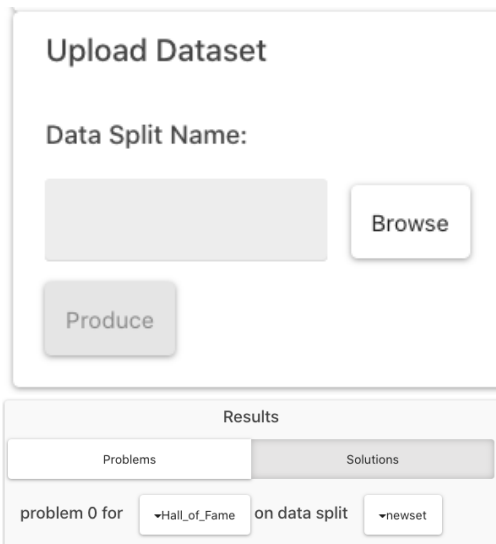 Upload Dataset
Data Split Name:
Browse
Produce
Results
Problems Solutions
problem 0 for Hall_of_Fame on data split newset